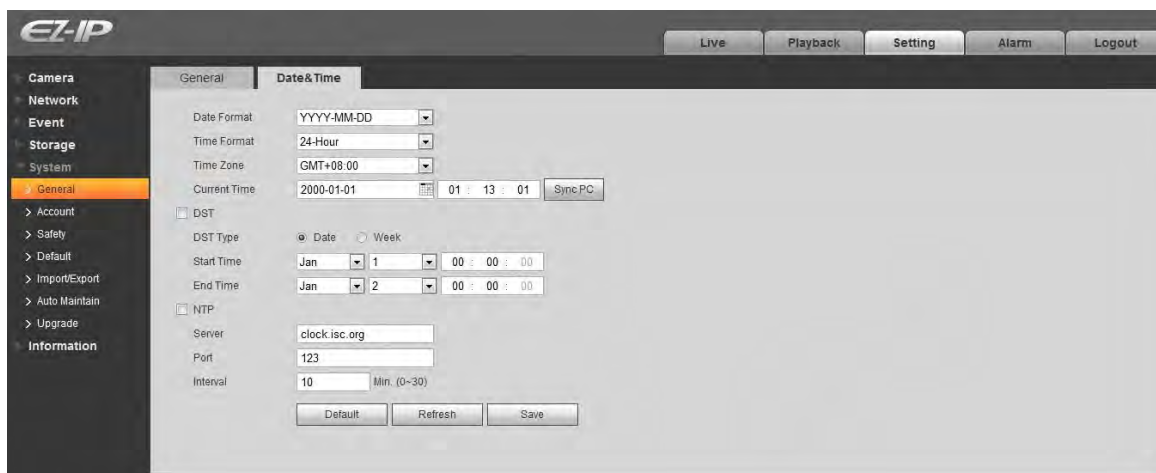 EZ-IP
Live Playback Setting Alarm Logout
Camera
Network
Event
Storage
System
General
> Account
> Safety
> Default
> Import/Export
> Auto Maintain
> Upgrade
Information
General Date&Time
Date Format YYYY-MM-DD
Time Format 24-Hour
Time Zone GMT+08:00
Current Time 2000-01-01 01 : 13 : 01 Sync PC
DST
DST Type Date Week
Start Time Jan 1 00 : 00 : 00
End Time Jan 2 00 : 00 : 00
NTP
Server clock.isc.org
Port 123
Interval 10 Min. (0~30)
Default Refresh Save